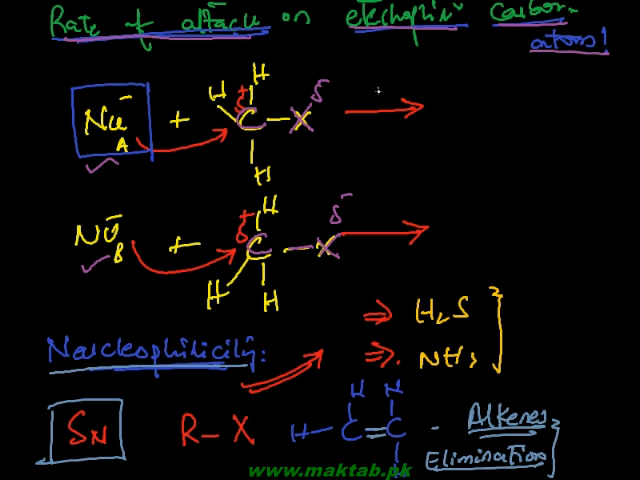 Rate of attack on electrophilic carbon
atoms!
H H δ+ δ-
Nu⁻A + C — X →
H
H δ+ δ-
Nu⁻B + C — X →
H H
⇒ H₂S
Nucleophilicity: ⇒ NH₃
H H
SN R-X H-C=C - Alkenes
H Elimination
www.maktab.pk